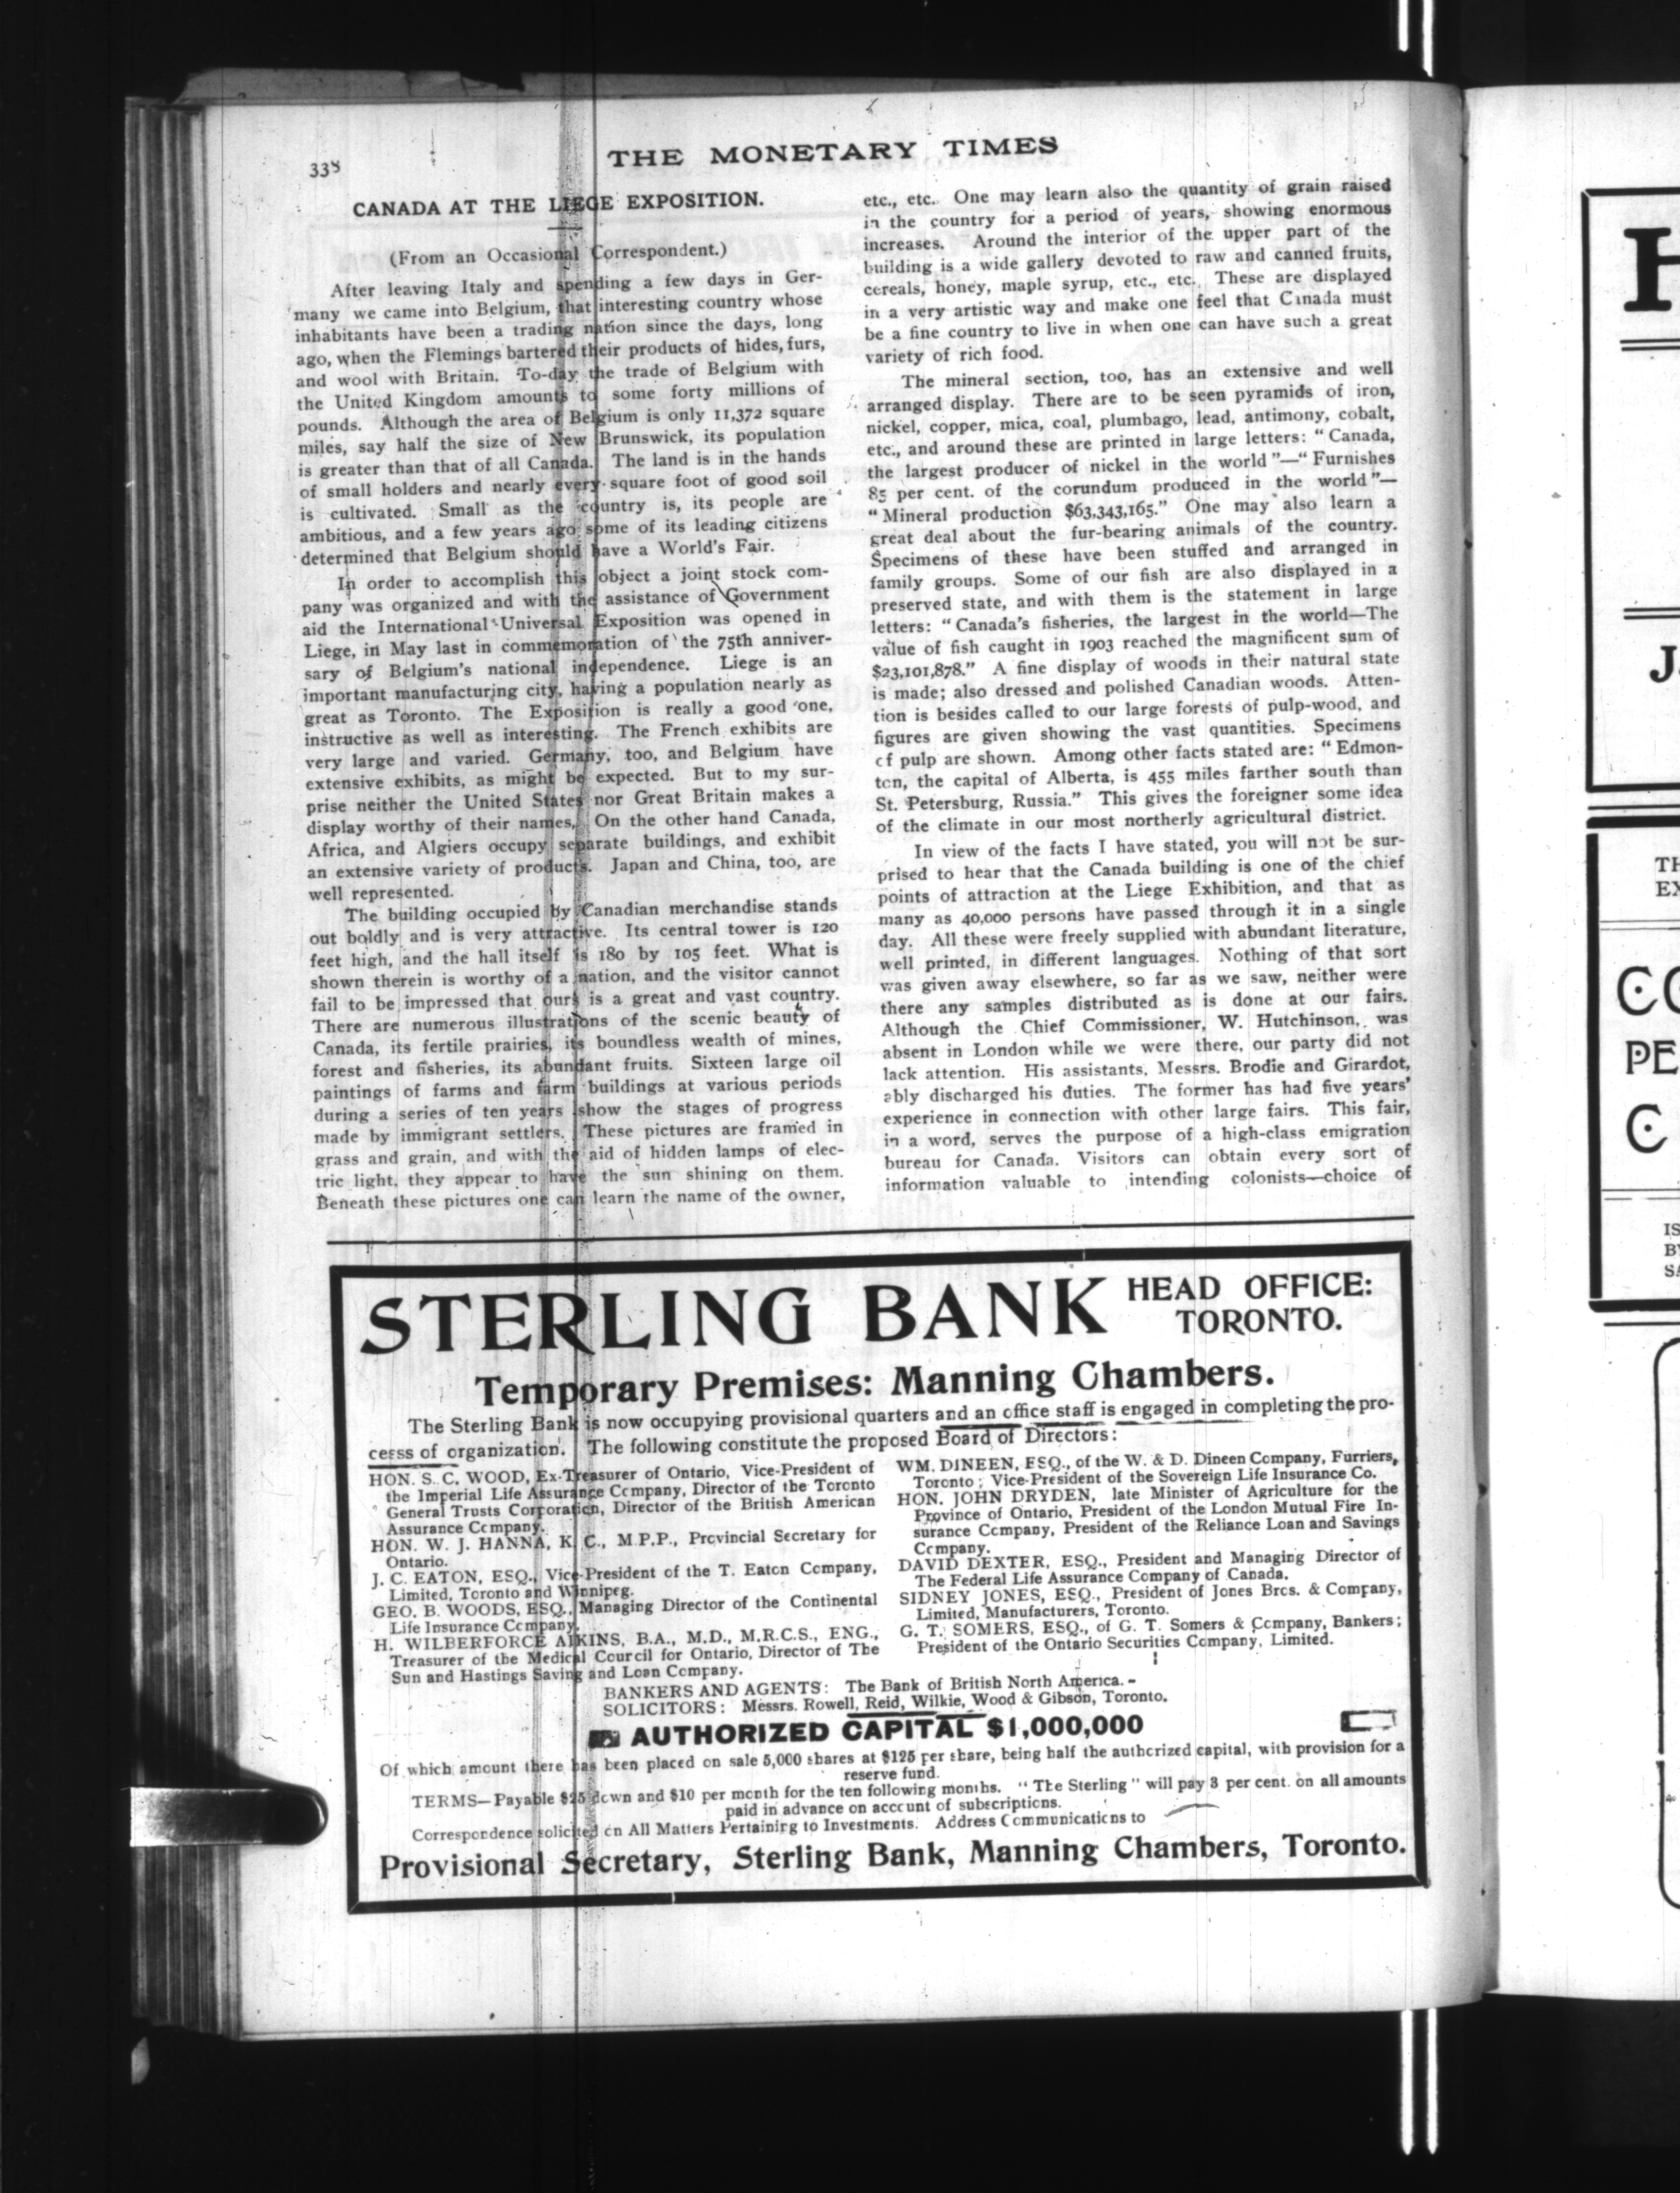 338
THE MONETARY TIMES
CANADA AT THE LIEGE EXPOSITION.
(From an Occasional Correspondent.)
After leaving Italy and spending a few days in Ger-
many we came into Belgium, that interesting country whose
inhabitants have been a trading nation since the days, long
ago, when the Flemings bartered their products of hides, furs,
and wool with Britain. To-day the trade of Belgium with
the United Kingdom amounts to some forty millions of
pounds. Although the area of Belgium is only 11,372 square
miles, say half the size of New Brunswick, its population
is greater than that of all Canada. The land is in the hands
of small holders and nearly every square foot of good soil
is cultivated. Small as the country is, its people are
ambitious, and a few years ago some of its leading citizens
determined that Belgium should have a World's Fair.
In order to accomplish this object a joint stock com-
pany was organized and with the assistance of Government
aid the International Universal Exposition was opened in
Liege, in May last in commemoration of the 75th anniver-
sary of Belgium's national independence. Liege is an
important manufacturing city, having a population nearly as
great as Toronto. The Exposition is really a good one,
instructive as well as interesting. The French exhibits are
very large and varied. Germany, too, and Belgium have
extensive exhibits, as might be expected. But to my sur-
prise neither the United States nor Great Britain makes a
display worthy of their names. On the other hand Canada,
Africa, and Algiers occupy separate buildings, and exhibit
an extensive variety of products. Japan and China, too, are
well represented.
The building occupied by Canadian merchandise stands
out boldly and is very attractive. Its central tower is 120
feet high, and the hall itself is 180 by 105 feet. What is
shown therein is worthy of a nation, and the visitor cannot
fail to be impressed that ours is a great and vast country.
There are numerous illustrations of the scenic beauty of
Canada, its fertile prairies, its boundless wealth of mines,
forest and fisheries, its abundant fruits. Sixteen large oil
paintings of farms and farm buildings at various periods
during a series of ten years show the stages of progress
made by immigrant settlers. These pictures are framed in
grass and grain, and with the aid of hidden lamps of elec-
tric light, they appear to have the sun shining on them.
Beneath these pictures one can learn the name of the owner,
etc., etc. One may learn also the quantity of grain raised
in the country for a period of years, showing enormous
increases. Around the interior of the upper part of the
building is a wide gallery devoted to raw and canned fruits,
cereals, honey, maple syrup, etc., etc. These are displayed
in a very artistic way and make one feel that Canada must
be a fine country to live in when one can have such a great
variety of rich food.
The mineral section, too, has an extensive and well
arranged display. There are to be seen pyramids of iron,
nickel, copper, mica, coal, plumbago, lead, antimony, cobalt,
etc., and around these are printed in large letters: "Canada,
the largest producer of nickel in the world"—"Furnishes
85 per cent. of the corundum produced in the world"—
"Mineral production $63,343,165." One may also learn a
great deal about the fur-bearing animals of the country.
Specimens of these have been stuffed and arranged in
family groups. Some of our fish are also displayed in a
preserved state, and with them is the statement in large
letters: "Canada's fisheries, the largest in the world—The
value of fish caught in 1903 reached the magnificent sum of
$23,101,878." A fine display of woods in their natural state
is made; also dressed and polished Canadian woods. Atten-
tion is besides called to our large forests of pulp-wood, and
figures are given showing the vast quantities. Specimens
of pulp are shown. Among other facts stated are: "Edmon-
ton, the capital of Alberta, is 455 miles farther south than
St. Petersburg, Russia." This gives the foreigner some idea
of the climate in our most northerly agricultural district.
In view of the facts I have stated, you will not be sur-
prised to hear that the Canada building is one of the chief
points of attraction at the Liege Exhibition, and that as
many as 40,000 persons have passed through it in a single
day. All these were freely supplied with abundant literature,
well printed, in different languages. Nothing of that sort
was given away elsewhere, so far as we saw, neither were
there any samples distributed as is done at our fairs.
Although the Chief Commissioner, W. Hutchinson, was
absent in London while we were there, our party did not
lack attention. His assistants, Messrs. Brodie and Girardot,
ably discharged his duties. The former has had five years'
experience in connection with other large fairs. This fair,
in a word, serves the purpose of a high-class emigration
bureau for Canada. Visitors can obtain every sort of
information valuable to intending colonists—choice of
STERLING BANK
HEAD OFFICE:
TORONTO.
Temporary Premises: Manning Chambers.
The Sterling Bank is now occupying provisional quarters and an office staff is engaged in completing the pro-
cess of organization. The following constitute the proposed Board of Directors:
HON. S. C. WOOD, Ex-Treasurer of Ontario, Vice-President of
the Imperial Life Assurance Company, Director of the Toronto
General Trusts Corporation, Director of the British American
Assurance Company.
HON. W. J. HANNA, K. C., M.P.P., Provincial Secretary for
Ontario.
J. C. EATON, ESQ., Vice-President of the T. Eaton Company,
Limited, Toronto and Winnipeg.
GEO. B. WOODS, ESQ., Managing Director of the Continental
Life Insurance Company.
H. WILBERFORCE AIKINS, B.A., M.D., M.R.C.S., ENG.,
Treasurer of the Medical Council for Ontario, Director of The
Sun and Hastings Saving and Loan Company.
WM. DINEEN, ESQ., of the W. & D. Dineen Company, Furriers,
Toronto; Vice-President of the Sovereign Life Insurance Co.
HON. JOHN DRYDEN, late Minister of Agriculture for the
Province of Ontario, President of the London Mutual Fire In-
surance Company, President of the Reliance Loan and Savings
Company.
DAVID DEXTER, ESQ., President and Managing Director of
The Federal Life Assurance Company of Canada.
SIDNEY JONES, ESQ., President of Jones Bros. & Company,
Limited, Manufacturers, Toronto.
G. T. SOMERS, ESQ., of G. T. Somers & Company, Bankers;
President of the Ontario Securities Company, Limited.
BANKERS AND AGENTS: The Bank of British North America.
SOLICITORS: Messrs. Rowell, Reid, Wilkie, Wood & Gibson, Toronto.
AUTHORIZED CAPITAL $1,000,000
Of which amount there has been placed on sale 5,000 shares at $125 per share, being half the authorized capital, with provision for a
reserve fund.
TERMS—Payable $25 down and $10 per month for the ten following months. "The Sterling" will pay 3 per cent. on all amounts
paid in advance on account of subscriptions.
Correspondence solicited on All Matters Pertaining to Investments. Address Communications to
Provisional Secretary, Sterling Bank, Manning Chambers, Toronto.
H
J
TH
EX
CO
PE
C
IS
BY
SA